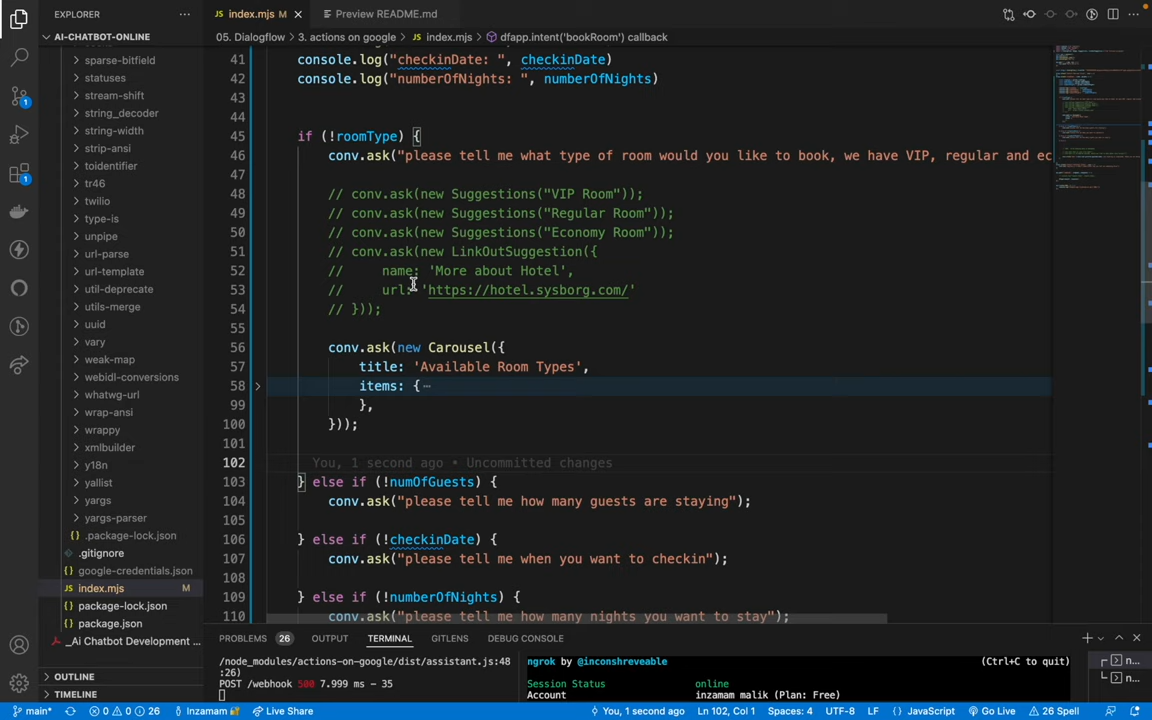 EXPLORER
index.mjs M
Preview README.md
AI-CHATBOT-ONLINE
05. Dialogflow > 3. actions on google > index.mjs > dfapp.intent('bookRoom') callback
sparse-bitfield
statuses
stream-shift
string_decoder
string-width
strip-ansi
toidentifier
tr46
twilio
type-is
unpipe
url-parse
url-template
utile-promises
utils-merge
uuid
vary
weak-map
webidl-conversions
whatwg-url
wrap-ansi
wrappy
xmlbuilder
y18n
yallist
yargs
yargs-parser
.package-lock.json
.gitignore
google-credentials.json
index.mjs M
package-lock.json
package.json
_Ai Chatbot Development ...
OUTLINE
TIMELINE
41 console.log("checkinDate: ", checkinDate)
42 console.log("numberOfNights: ", numberOfNights)
43
44
45 if (!roomType) {
46 conv.ask("please tell me what type of room would you like to book, we have VIP, regular and ec
47
48 // conv.ask(new Suggestions("VIP Room"));
49 // conv.ask(new Suggestions("Regular Room"));
50 // conv.ask(new Suggestions("Economy Room"));
51 // conv.ask(new LinkOutSuggestion({
52 // name: 'More about Hotel',
53 // url: 'https://hotel.sysborg.com/'
54 // }));
55
56 conv.ask(new Carousel({
57 title: 'Available Room Types',
58 items: { ⋯
99 },
100 }));
101
102 You, 1 second ago • Uncommitted changes
103 } else if (!numOfGuests) {
104 conv.ask("please tell me how many guests are staying");
105
106 } else if (!checkinDate) {
107 conv.ask("please tell me when you want to checkin");
108
109 } else if (!numberOfNights) {
110 conv.ask("please tell me how many nights you want to stay");
PROBLEMS 26 OUTPUT TERMINAL GITLENS DEBUG CONSOLE
/node_modules/actions-on-google/dist/assistant.js:48
:26)
POST /webhook 500 7.999 ms - 35
ngrok by @inconshreveable (Ctrl+C to quit)
Session Status online
Account inzamam malik (Plan: Free)
n...
n...
main* 0 0 26 Inzamam Live Share You, 1 second ago Ln 102, Col 1 Spaces: 4 UTF-8 LF {} JavaScript Go Live 26 Spell